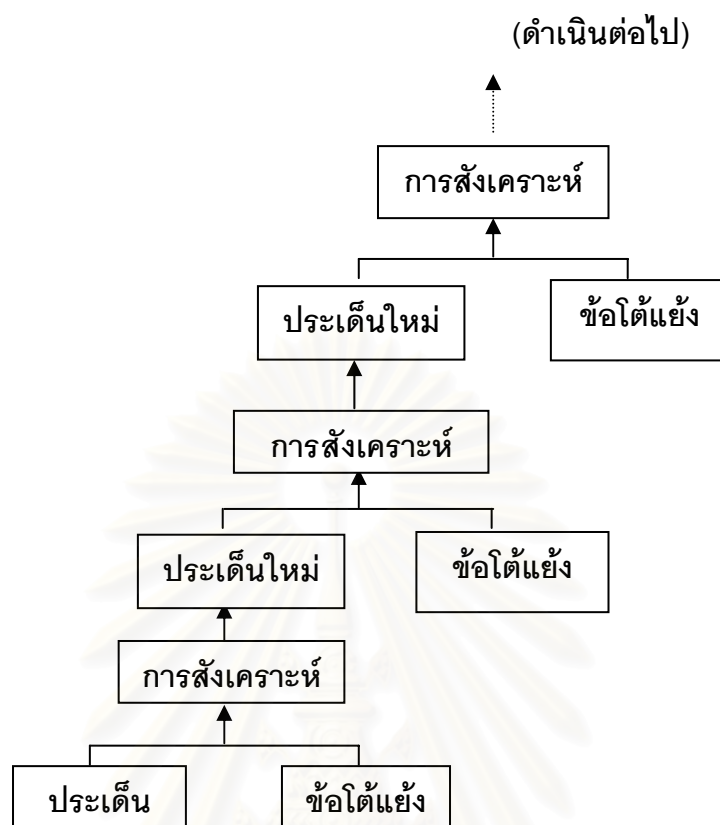 (ดำเนินต่อไป)
การสังเคราะห์
ประเด็นใหม่ ข้อโต้แย้ง
การสังเคราะห์
ประเด็นใหม่ ข้อโต้แย้ง
การสังเคราะห์
ประเด็น ข้อโต้แย้ง